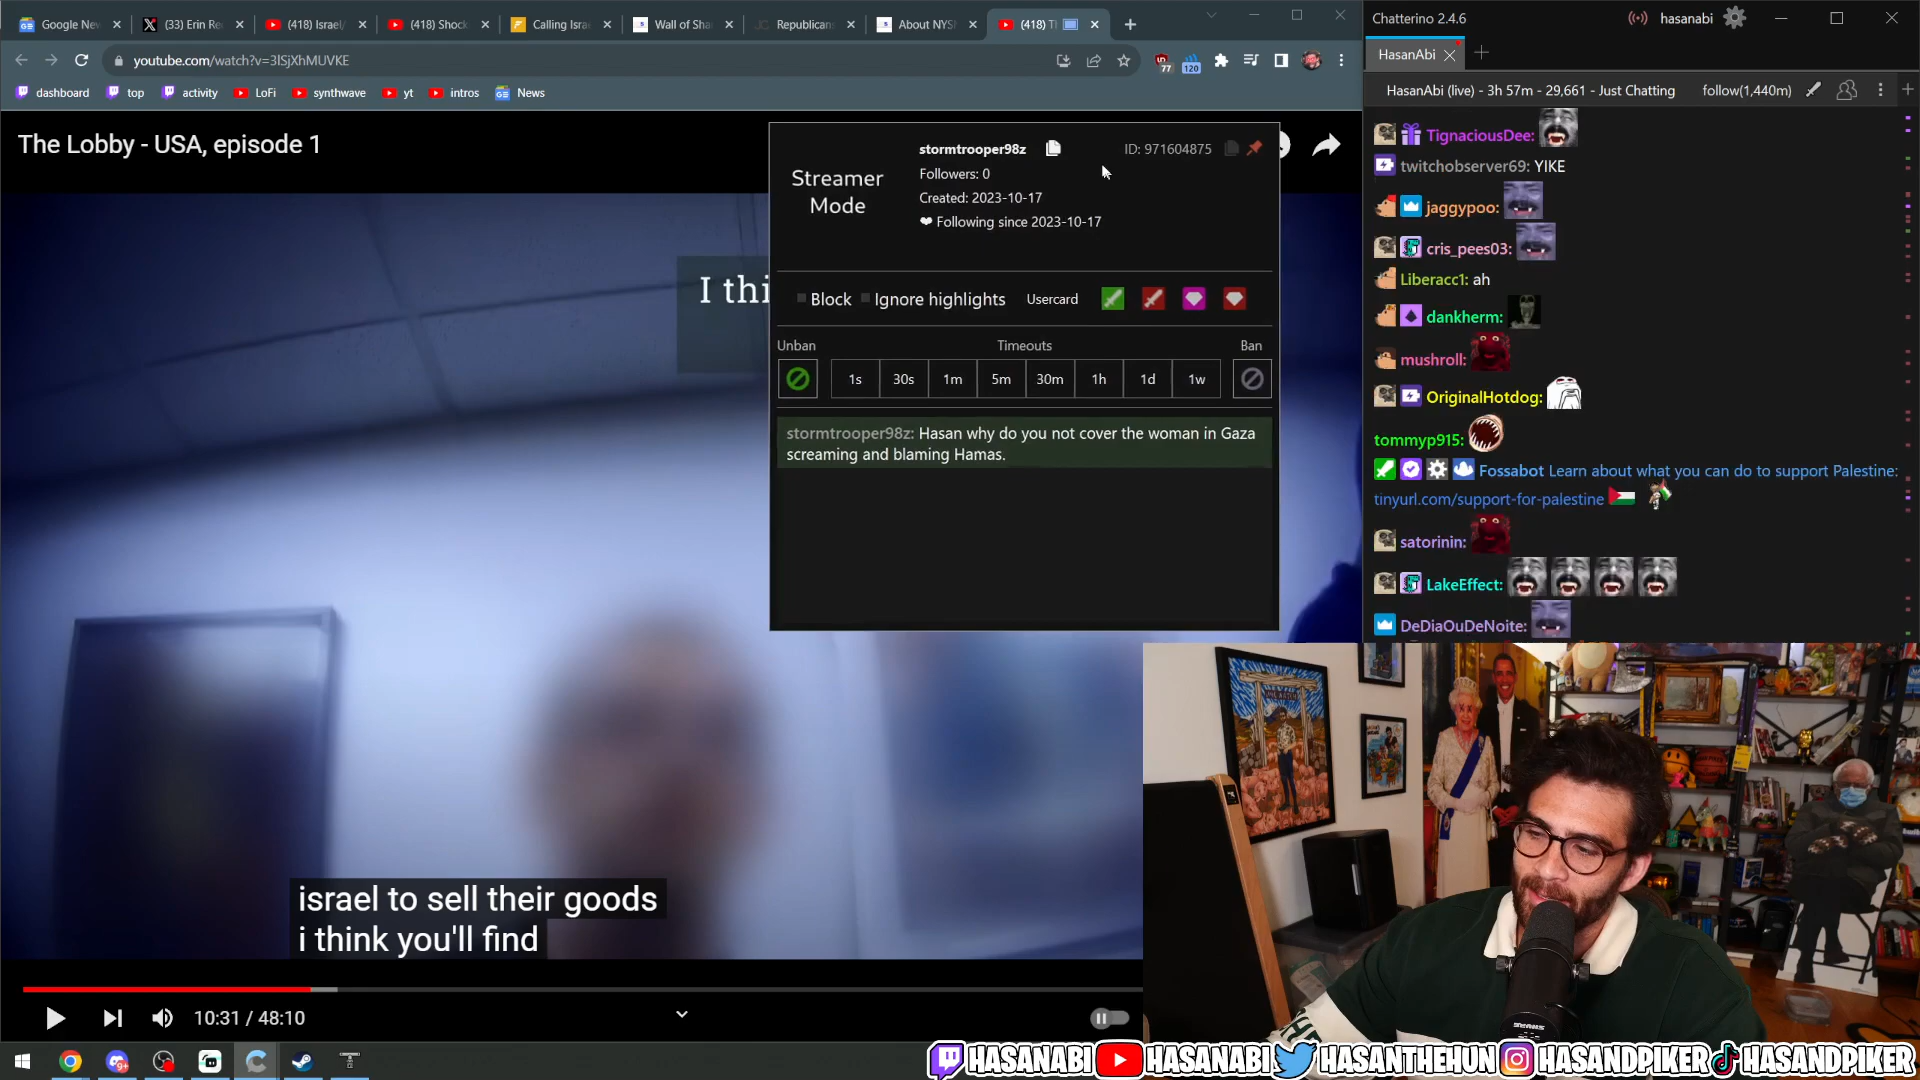 Google New
(33) Erin Re
(418) Israel/
(418) Shock
Calling Isra
Wall of Sha
Republican
About NYSH
(418) Tl
youtube.com/watch?v=3lSjXhMUVKE
77
120
dashboard
top
activity
LoFi
synthwave
yt
intros
News
The Lobby - USA, episode 1
I thi
israel to sell their goods
i think you'll find
10:31 / 48:10
Streamer
Mode
stormtrooper98z
ID: 971604875
Followers: 0
Created: 2023-10-17
❤ Following since 2023-10-17
Block
Ignore highlights
Usercard
Unban
Timeouts
Ban
1s
30s
1m
5m
30m
1h
1d
1w
stormtrooper98z: Hasan why do you not cover the woman in Gaza
screaming and blaming Hamas.
Chatterino 2.4.6
hasanabi
HasanAbi
HasanAbi (live) - 3h 57m - 29,661 - Just Chatting
follow(1,440m)
TignaciousDee:
twitchobserver69: YIKE
jaggypoo:
cris_pees03:
Liberacc1: ah
dankherm:
mushroll:
OriginalHotdog:
tommyp915:
Fossabot Learn about what you can do to support Palestine:
tinyurl.com/support-for-palestine
satorinin:
LakeEffect:
DeDiaOuDeNoite:
HASANABI
HASANABI
HASANTHEHUN
HASANDPIKER
HASANDPIKER